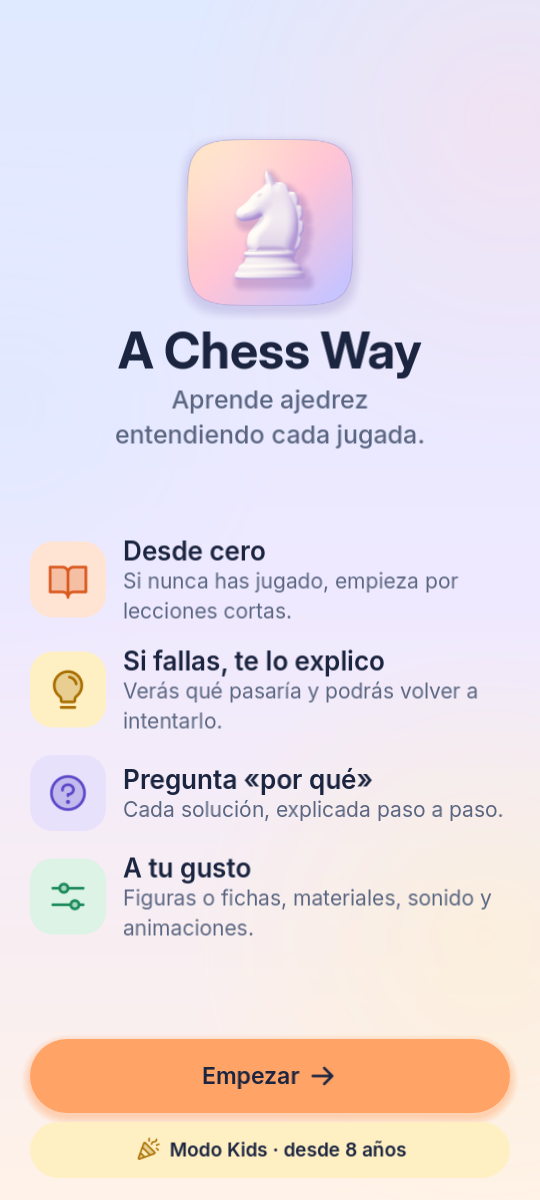 A Chess Way
Aprende ajedrez
entendiendo cada jugada.
Desde cero
Si nunca has jugado, empieza por
lecciones cortas.
Si fallas, te lo explico
Verás qué pasaría y podrás volver a
intentarlo.
Pregunta «por qué»
Cada solución, explicada paso a paso.
A tu gusto
Figuras o fichas, materiales, sonido y
animaciones.
Empezar →
Modo Kids · desde 8 años